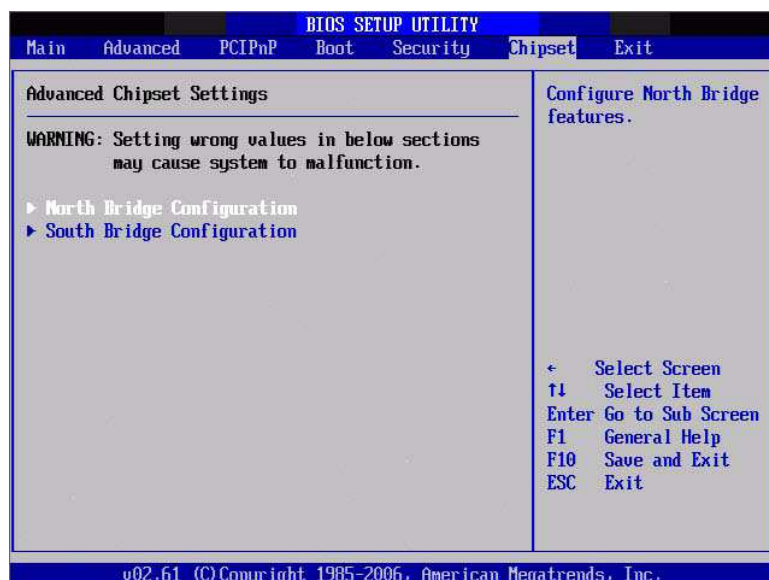 BIOS SETUP UTILITY
Main Advanced PCIPnP Boot Security Chipset Exit
Advanced Chipset Settings
WARNING: Setting wrong values in below sections
may cause system to malfunction.
▶ North Bridge Configuration
▶ South Bridge Configuration
Configure North Bridge
features.
← Select Screen
↑↓ Select Item
Enter Go to Sub Screen
F1 General Help
F10 Save and Exit
ESC Exit
v02.61 (C)Copyright 1985-2006, American Megatrends, Inc.